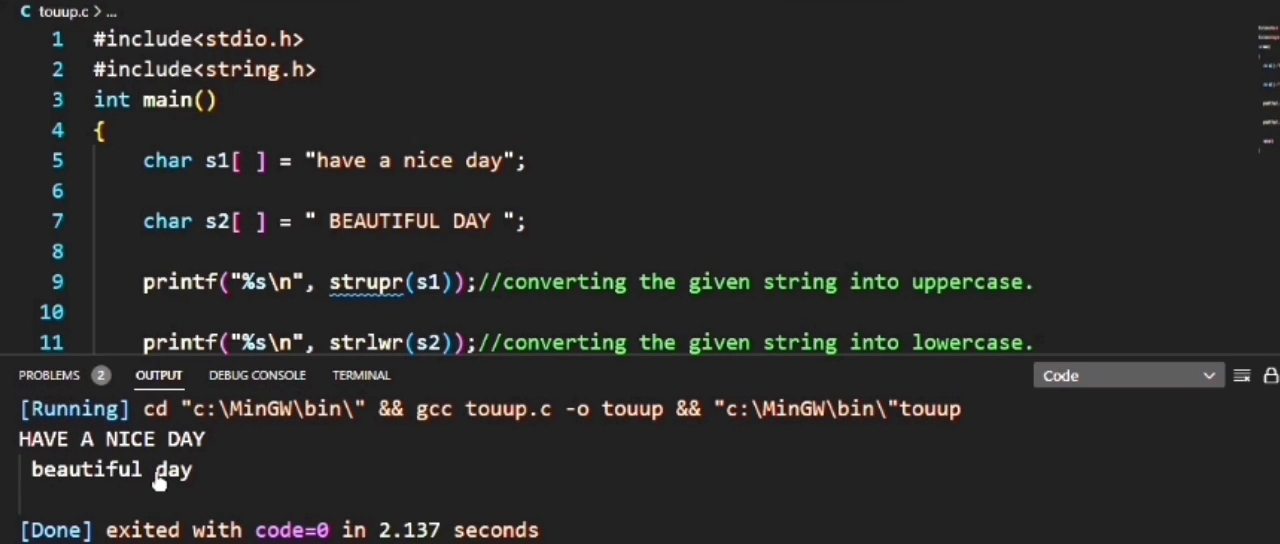 C touup.c > ...
1 #include<stdio.h>
2 #include<string.h>
3 int main()
4 {
5 char s1[ ] = "have a nice day";
6
7 char s2[ ] = " BEAUTIFUL DAY ";
8
9 printf("%s\n", strupr(s1));//converting the given string into uppercase.
10
11 printf("%s\n", strlwr(s2));//converting the given string into lowercase.
PROBLEMS 2 OUTPUT DEBUG CONSOLE TERMINAL Code
[Running] cd "c:\MinGW\bin\" && gcc touup.c -o touup && "c:\MinGW\bin\"touup
HAVE A NICE DAY
beautiful day
[Done] exited with code=0 in 2.137 seconds